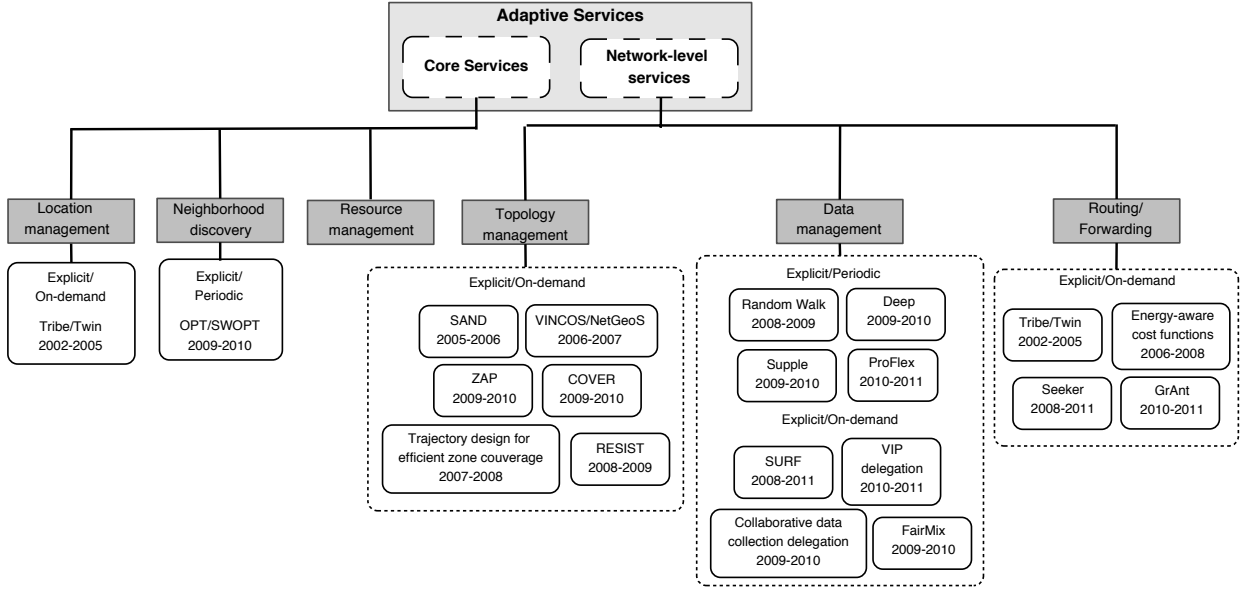 Adaptive Services
Core Services
Network-level
services
Location
management
Neighborhood
discovery
Resource
management
Topology
management
Data
management
Routing/
Forwarding
Explicit/
On-demand
Tribe/Twin
2002-2005
Explicit/
Periodic
OPT/SWOPT
2009-2010
Explicit/On-demand
SAND
2005-2006
VINCOS/NetGeoS
2006-2007
ZAP
2009-2010
COVER
2009-2010
Trajectory design for
efficient zone couverage
2007-2008
RESIST
2008-2009
Explicit/Periodic
Random Walk
2008-2009
Deep
2009-2010
Supple
2009-2010
ProFlex
2010-2011
Explicit/On-demand
SURF
2008-2011
VIP
delegation
2010-2011
Collaborative data
collection delegation
2009-2010
FairMix
2009-2010
Explicit/On-demand
Tribe/Twin
2002-2005
Energy-aware
cost functions
2006-2008
Seeker
2008-2011
GrAnt
2010-2011